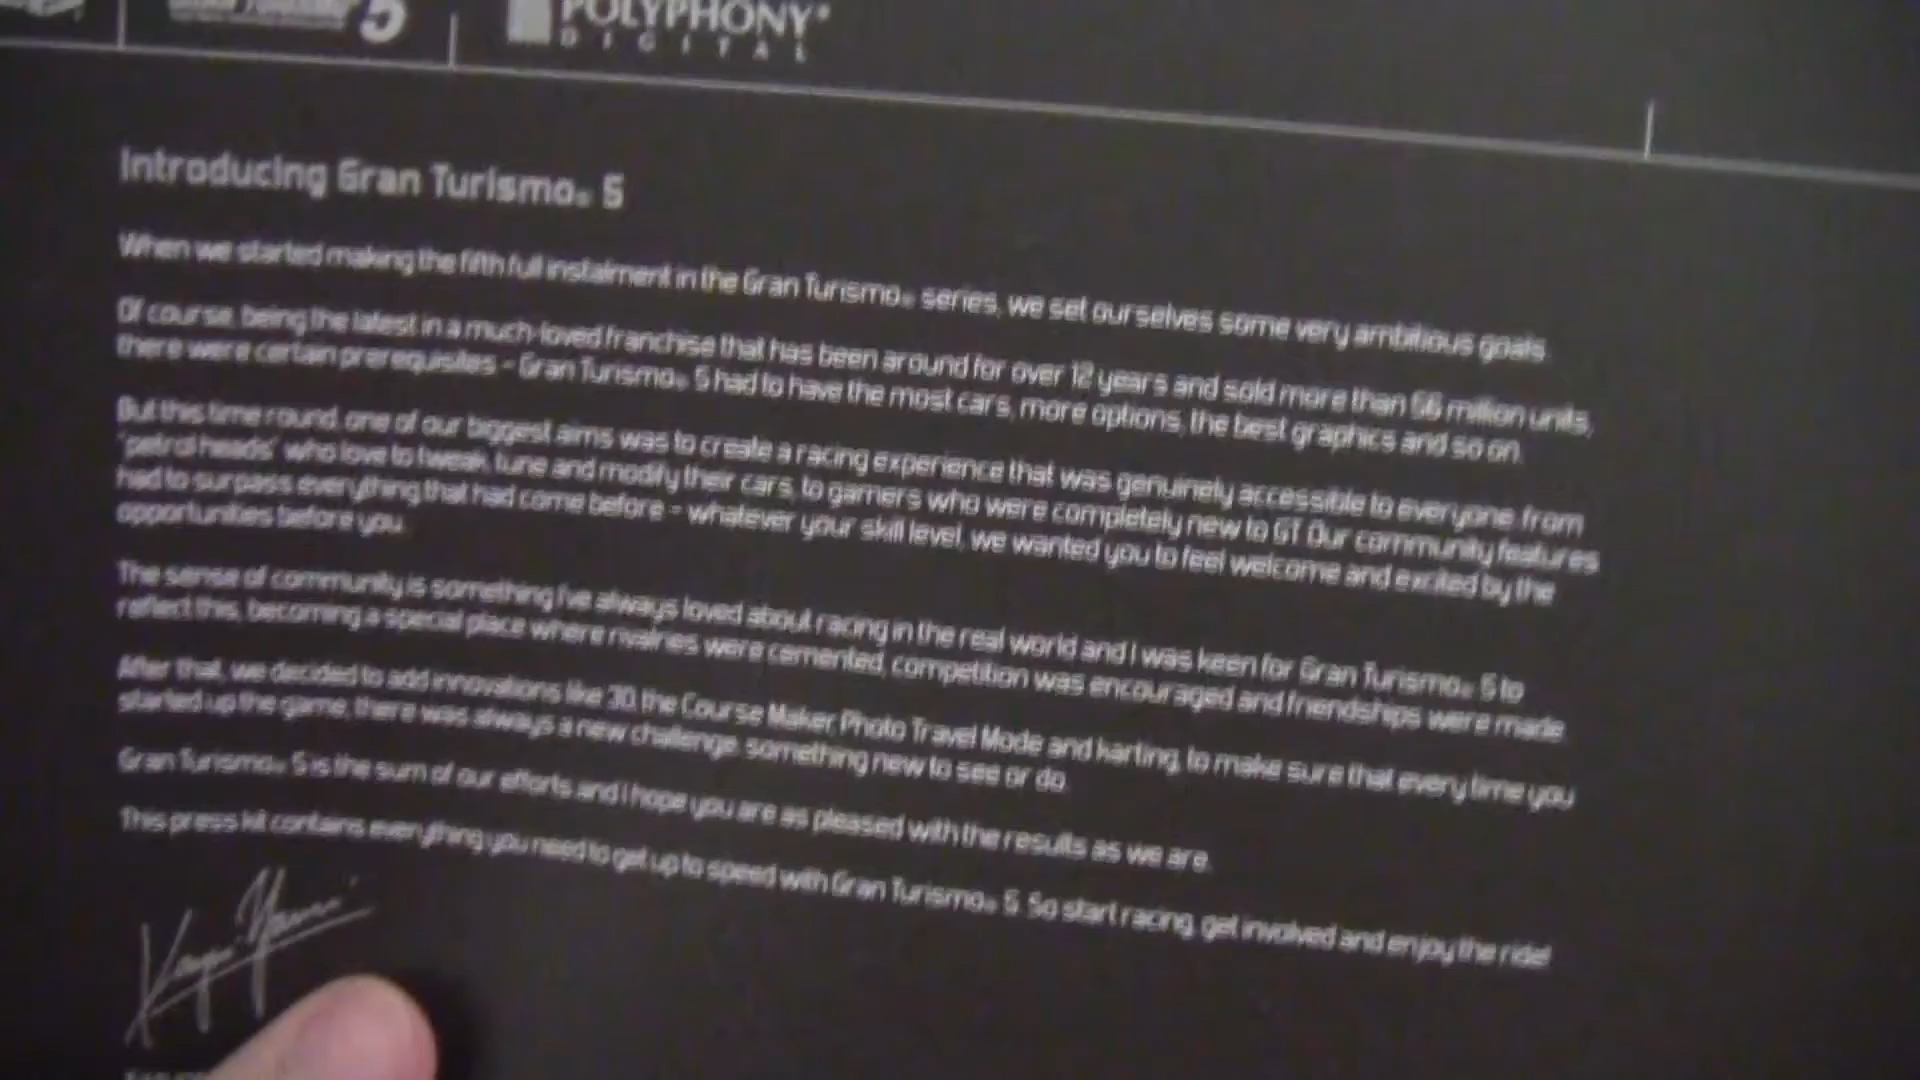 5
POLYPHONY®
DIGITAL
Introducing Gran Turismo® 5
When we started making the fifth full instalment in the Gran Turismo® series, we set ourselves some very ambitious goals.
Of course, being the latest in a much-loved franchise that has been around for over 12 years and sold more than 56 million units,
there were certain prerequisites - Gran Turismo® 5 had to have the most cars, more options, the best graphics and so on.
But this time round, one of our biggest aims was to create a racing experience that was genuinely accessible to everyone, from
'petrol heads' who love to tweak, tune and modify their cars, to gamers who were completely new to GT. Our community features
had to surpass everything that had come before - whatever your skill level, we wanted you to feel welcome and excited by the
opportunities before you.
The sense of community is something I've always loved about racing in the real world and I was keen for Gran Turismo® 5 to
reflect this, becoming a special place where rivalries were cemented, competition was encouraged and friendships were made.
After that, we decided to add innovations like 3D, the Course Maker, Photo Travel Mode and karting, to make sure that every time you
started up the game, there was always a new challenge, something new to see or do.
Gran Turismo® 5 is the sum of our efforts and I hope you are as pleased with the results as we are.
This press kit contains everything you need to get up to speed with Gran Turismo® 5. So start racing, get involved and enjoy the ride!